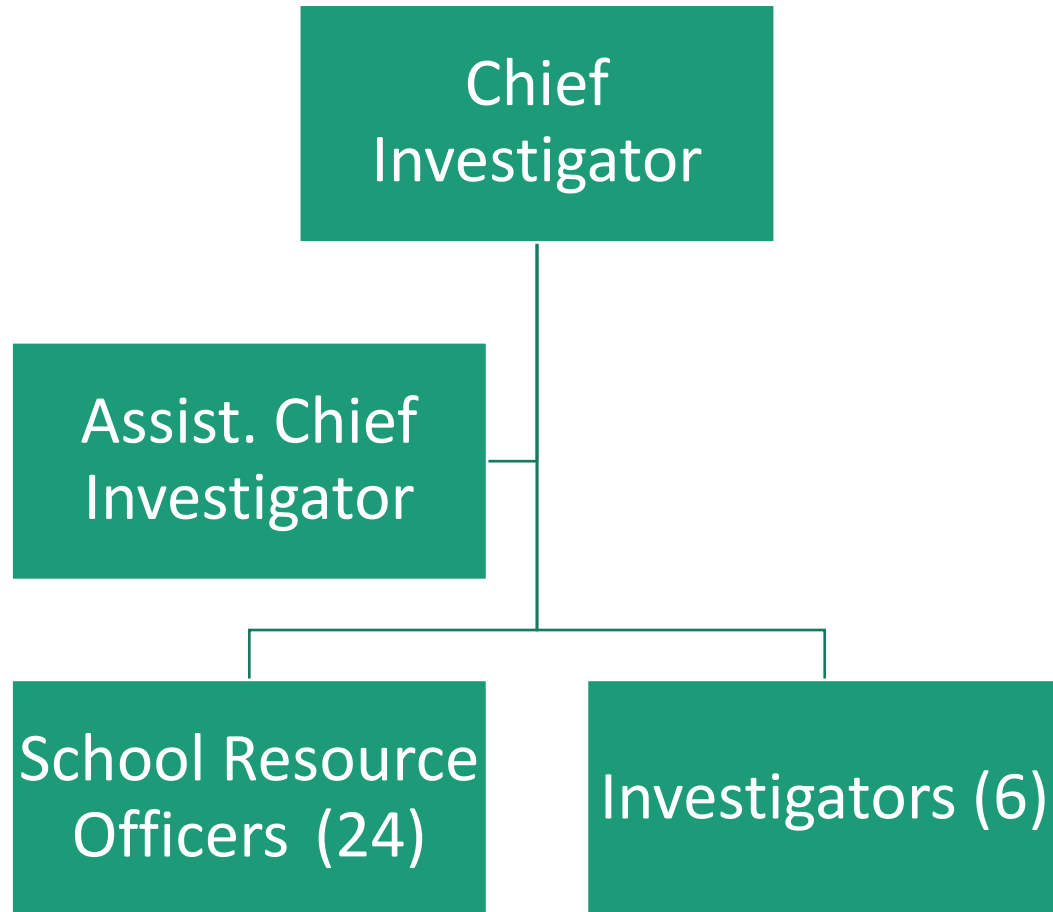 Chief
Investigator
Assist. Chief
Investigator
School Resource
Officers (24)
Investigators (6)